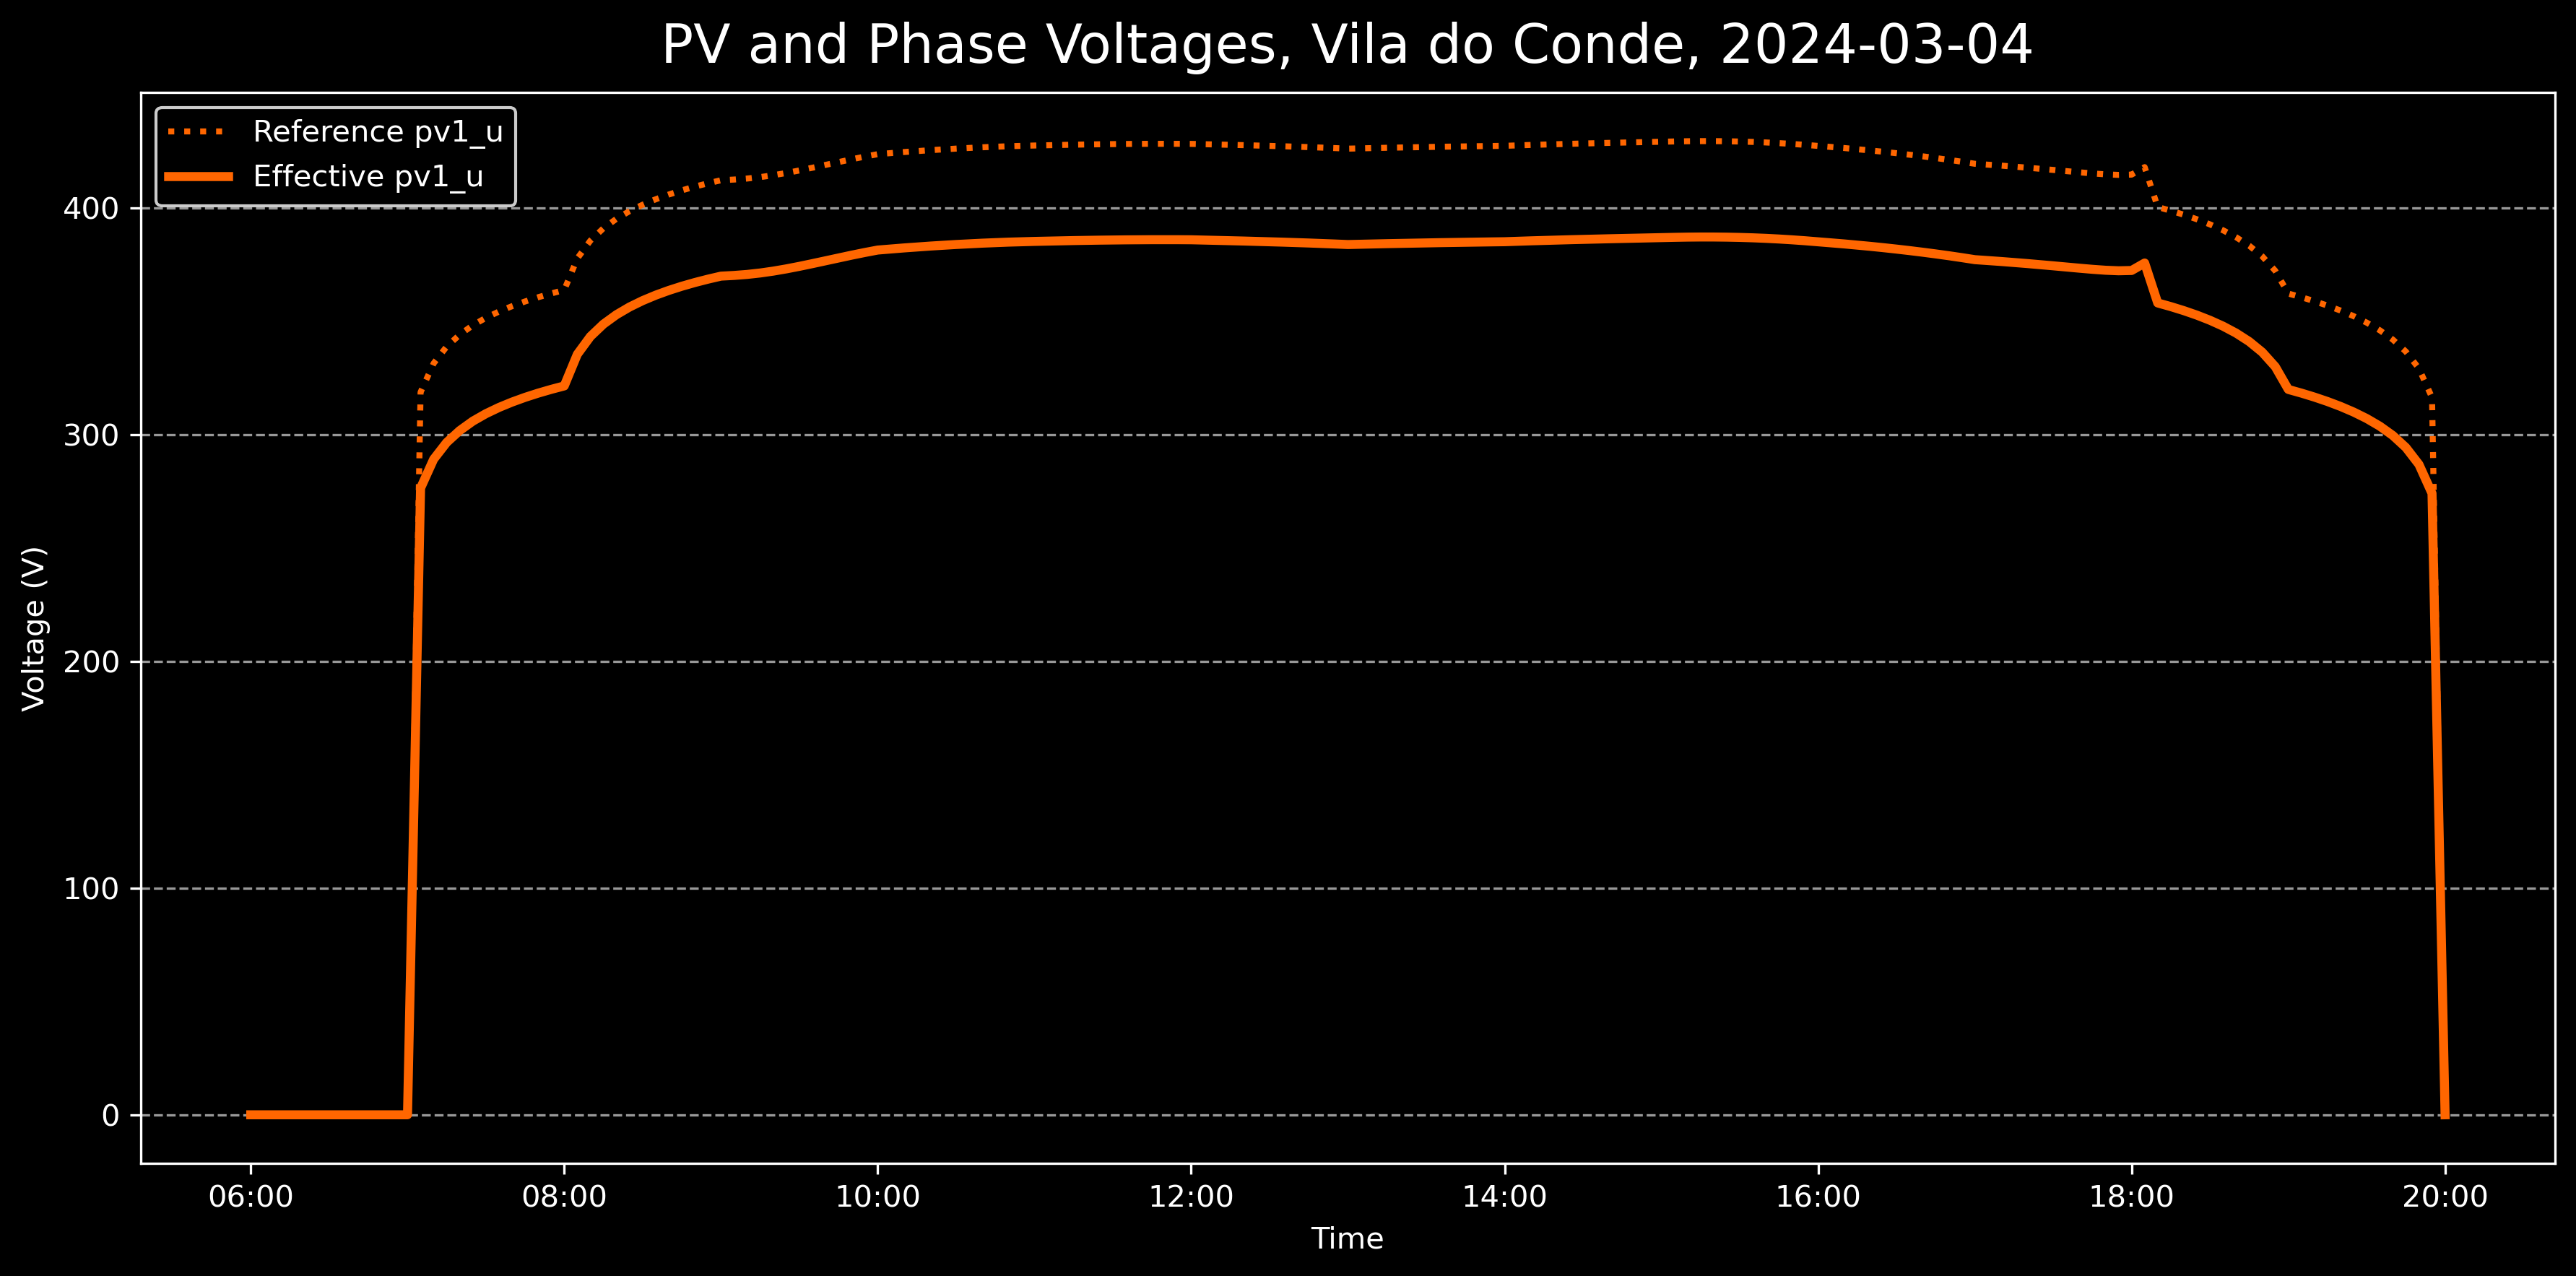 PV and Phase Voltages, Vila do Conde, 2024-03-04
Reference pv1_u
Effective pv1_u
400
300
200
100
0
Voltage (V)
06:00 08:00 10:00 12:00 14:00 16:00 18:00 20:00
Time